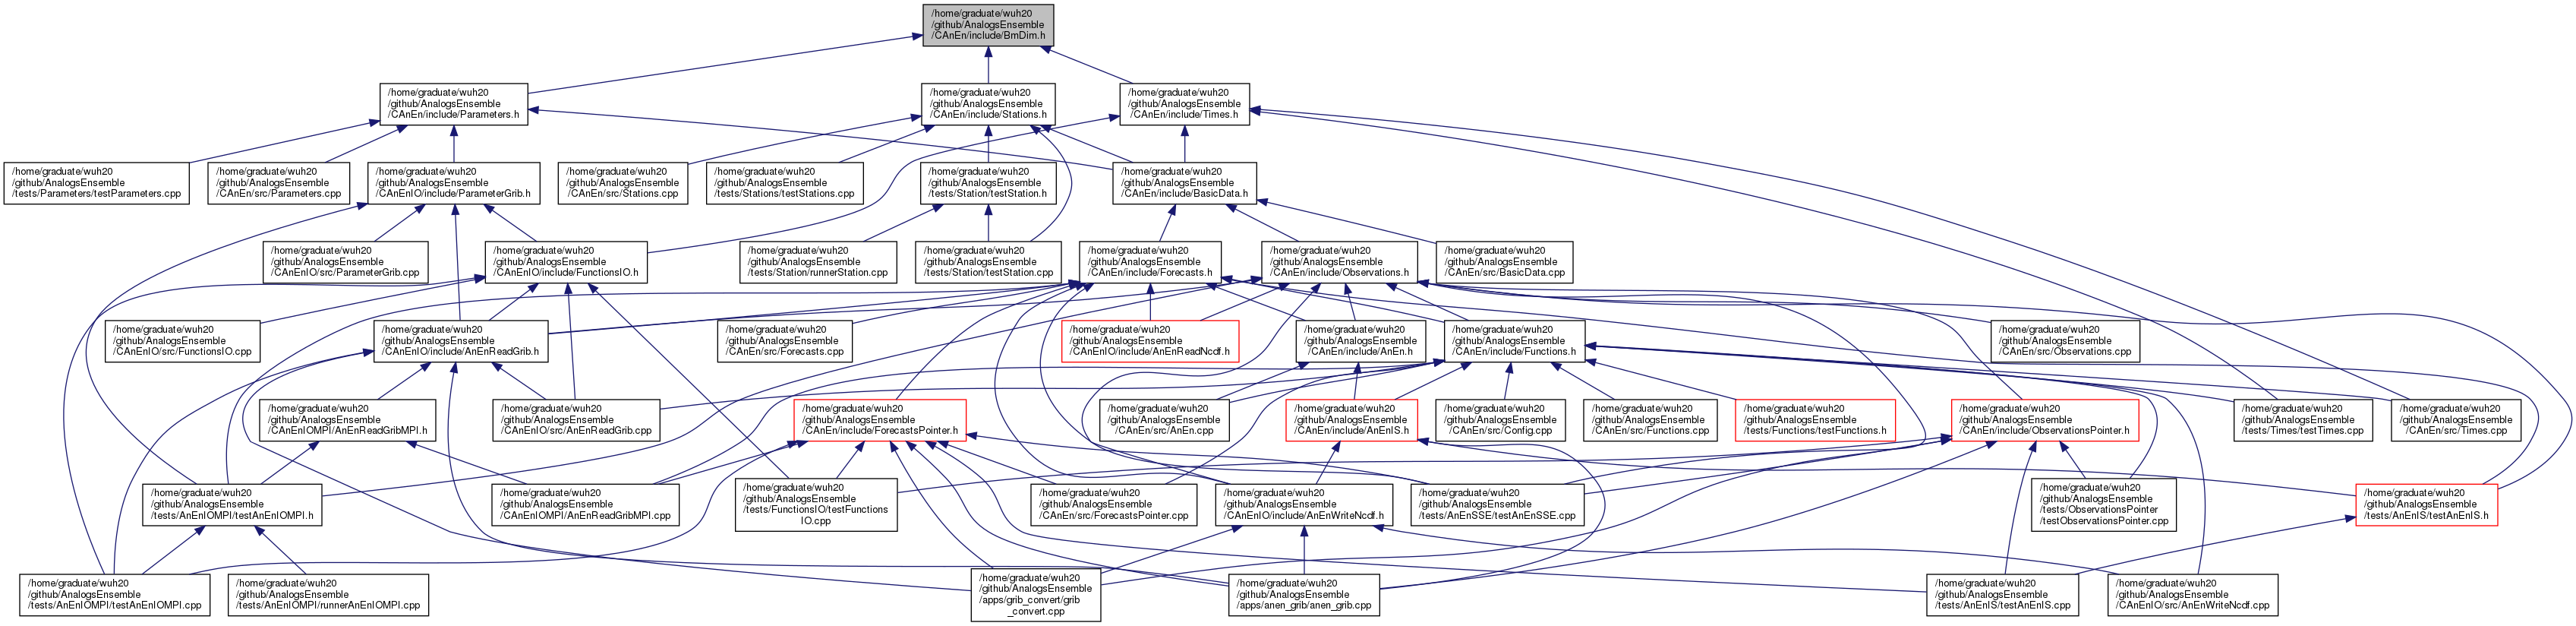 /home/graduate/wuh20
/github/AnalogsEnsemble
/CAnEn/include/BmDim.h
/home/graduate/wuh20
/github/AnalogsEnsemble
/CAnEn/include/Parameters.h
/home/graduate/wuh20
/github/AnalogsEnsemble
/CAnEn/include/Stations.h
/home/graduate/wuh20
/github/AnalogsEnsemble
/CAnEn/include/Times.h
/home/graduate/wuh20
/github/AnalogsEnsemble
/tests/Parameters/testParameters.cpp
/home/graduate/wuh20
/github/AnalogsEnsemble
/CAnEn/src/Parameters.cpp
/home/graduate/wuh20
/github/AnalogsEnsemble
/CAnEnIO/include/ParameterGrib.h
/home/graduate/wuh20
/github/AnalogsEnsemble
/CAnEn/src/Stations.cpp
/home/graduate/wuh20
/github/AnalogsEnsemble
/tests/Stations/testStations.cpp
/home/graduate/wuh20
/github/AnalogsEnsemble
/tests/Station/testStation.h
/home/graduate/wuh20
/github/AnalogsEnsemble
/CAnEn/include/BasicData.h
/home/graduate/wuh20
/github/AnalogsEnsemble
/CAnEnIO/src/ParameterGrib.cpp
/home/graduate/wuh20
/github/AnalogsEnsemble
/CAnEnIO/include/FunctionsIO.h
/home/graduate/wuh20
/github/AnalogsEnsemble
/tests/Station/runnerStation.cpp
/home/graduate/wuh20
/github/AnalogsEnsemble
/tests/Station/testStation.cpp
/home/graduate/wuh20
/github/AnalogsEnsemble
/CAnEn/include/Forecasts.h
/home/graduate/wuh20
/github/AnalogsEnsemble
/CAnEn/include/Observations.h
/home/graduate/wuh20
/github/AnalogsEnsemble
/CAnEn/src/BasicData.cpp
/home/graduate/wuh20
/github/AnalogsEnsemble
/CAnEnIO/src/FunctionsIO.cpp
/home/graduate/wuh20
/github/AnalogsEnsemble
/CAnEnIO/include/AnEnReadGrib.h
/home/graduate/wuh20
/github/AnalogsEnsemble
/CAnEn/src/Forecasts.cpp
/home/graduate/wuh20
/github/AnalogsEnsemble
/CAnEnIO/include/AnEnReadNcdf.h
/home/graduate/wuh20
/github/AnalogsEnsemble
/CAnEn/include/AnEn.h
/home/graduate/wuh20
/github/AnalogsEnsemble
/CAnEn/include/Functions.h
/home/graduate/wuh20
/github/AnalogsEnsemble
/CAnEn/src/Observations.cpp
/home/graduate/wuh20
/github/AnalogsEnsemble
/CAnEnIOMPI/AnEnReadGribMPI.h
/home/graduate/wuh20
/github/AnalogsEnsemble
/CAnEnIO/src/AnEnReadGrib.cpp
/home/graduate/wuh20
/github/AnalogsEnsemble
/CAnEn/include/ForecastsPointer.h
/home/graduate/wuh20
/github/AnalogsEnsemble
/CAnEn/src/AnEn.cpp
/home/graduate/wuh20
/github/AnalogsEnsemble
/CAnEn/include/AnEnIS.h
/home/graduate/wuh20
/github/AnalogsEnsemble
/CAnEn/src/Config.cpp
/home/graduate/wuh20
/github/AnalogsEnsemble
/CAnEn/src/Functions.cpp
/home/graduate/wuh20
/github/AnalogsEnsemble
/tests/Functions/testFunctions.h
/home/graduate/wuh20
/github/AnalogsEnsemble
/CAnEn/include/ObservationsPointer.h
/home/graduate/wuh20
/github/AnalogsEnsemble
/tests/Times/testTimes.cpp
/home/graduate/wuh20
/github/AnalogsEnsemble
/CAnEn/src/Times.cpp
/home/graduate/wuh20
/github/AnalogsEnsemble
/tests/AnEnIOMPI/testAnEnIOMPI.h
/home/graduate/wuh20
/github/AnalogsEnsemble
/CAnEnIOMPI/AnEnReadGribMPI.cpp
/home/graduate/wuh20
/github/AnalogsEnsemble
/tests/FunctionsIO/testFunctions
IO.cpp
/home/graduate/wuh20
/github/AnalogsEnsemble
/CAnEn/src/ForecastsPointer.cpp
/home/graduate/wuh20
/github/AnalogsEnsemble
/CAnEnIO/include/AnEnWriteNcdf.h
/home/graduate/wuh20
/github/AnalogsEnsemble
/tests/AnEnSSE/testAnEnSSE.cpp
/home/graduate/wuh20
/github/AnalogsEnsemble
/tests/ObservationsPointer
/testObservationsPointer.cpp
/home/graduate/wuh20
/github/AnalogsEnsemble
/tests/AnEnIS/testAnEnIS.h
/home/graduate/wuh20
/github/AnalogsEnsemble
/tests/AnEnIOMPI/testAnEnIOMPI.cpp
/home/graduate/wuh20
/github/AnalogsEnsemble
/tests/AnEnIOMPI/runnerAnEnIOMPI.cpp
/home/graduate/wuh20
/github/AnalogsEnsemble
/apps/grib_convert/grib
_convert.cpp
/home/graduate/wuh20
/github/AnalogsEnsemble
/apps/anen_grib/anen_grib.cpp
/home/graduate/wuh20
/github/AnalogsEnsemble
/tests/AnEnIS/testAnEnIS.cpp
/home/graduate/wuh20
/github/AnalogsEnsemble
/CAnEnIO/src/AnEnWriteNcdf.cpp